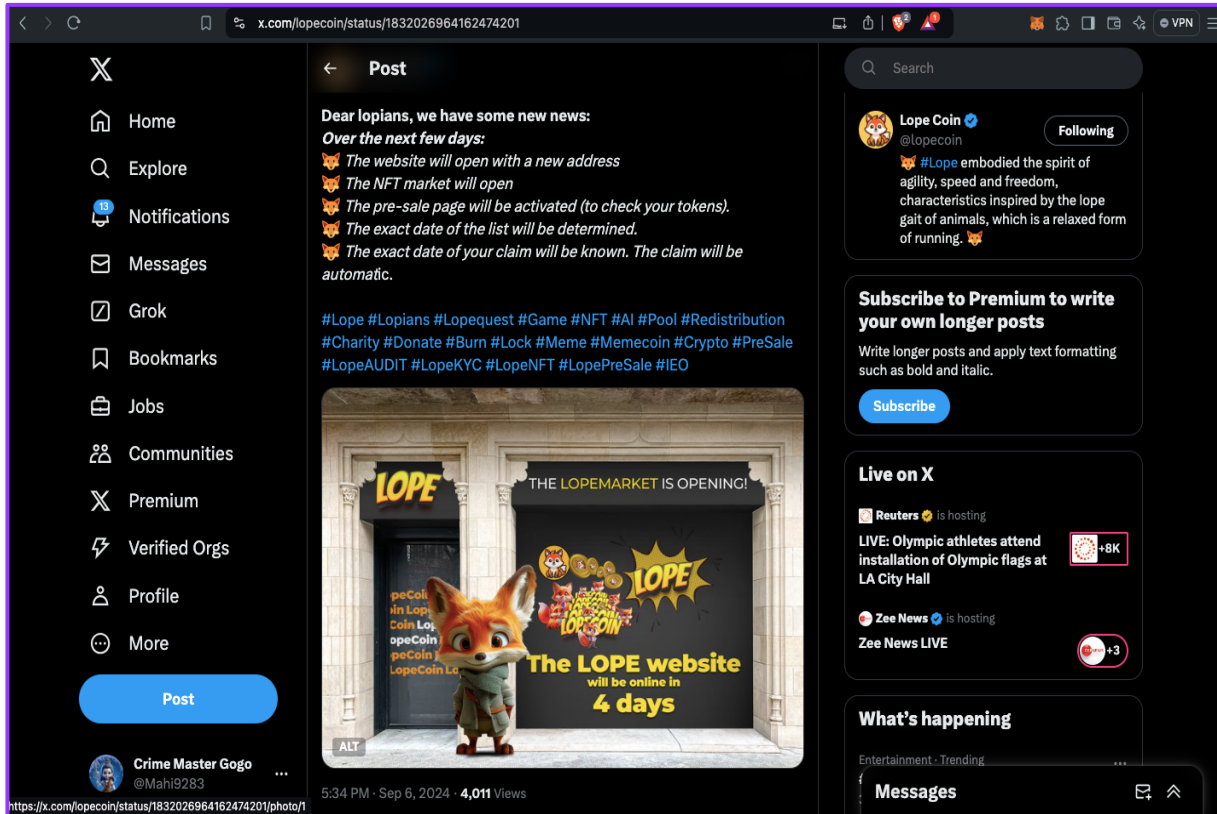 x.com/lopecoin/status/1832026964162474201
2
1
VPN
Home
Explore
13
Notifications
Messages
Grok
Bookmarks
Jobs
Communities
Premium
Verified Orgs
Profile
More
Post
Crime Master Gogo
@Mahi9283
https://x.com/lopecoin/status/1832026964162474201/photo/1
Post
Dear lopians, we have some new news:
Over the next few days:
🦊 The website will open with a new address
🦊 The NFT market will open
🦊 The pre-sale page will be activated (to check your tokens).
🦊 The exact date of the list will be determined.
🦊 The exact date of your claim will be known. The claim will be
automatic.
#Lope #Lopians #Lopequest #Game #NFT #AI #Pool #Redistribution
#Charity #Donate #Burn #Lock #Meme #Memecoin #Crypto #PreSale
#LopeAUDIT #LopeKYC #LopeNFT #LopePreSale #IEO
LOPE
THE LOPEMARKET IS OPENING!
LOPE
LOPECOIN
The LOPE website
will be online in
4 days
ALT
5:34 PM · Sep 6, 2024 · 4,011 Views
Search
Lope Coin
@lopecoin
Following
🦊 #Lope embodied the spirit of
agility, speed and freedom,
characteristics inspired by the lope
gait of animals, which is a relaxed form
of running. 🦊
Subscribe to Premium to write
your own longer posts
Write longer posts and apply text formatting
such as bold and italic.
Subscribe
Live on X
Reuters is hosting
LIVE: Olympic athletes attend
installation of Olympic flags at
LA City Hall
+8K
Zee News is hosting
Zee News LIVE
+3
What's happening
Entertainment · Trending
Messages